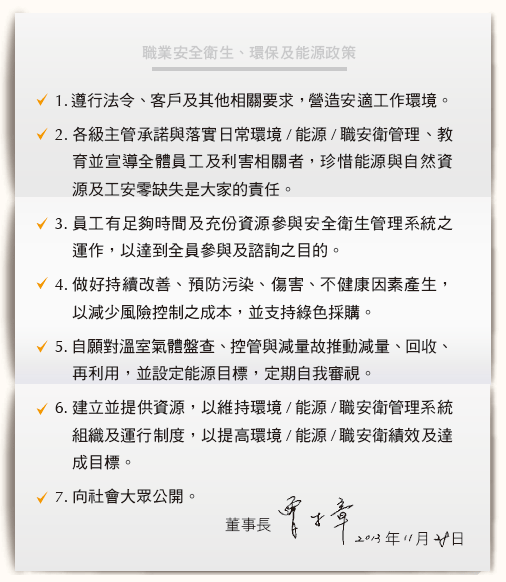 職業安全衛生、環保及能源政策
1. 遵行法令、客戶及其他相關要求，營造安適工作環境。
2. 各級主管承諾與落實日常環境 / 能源 / 職安衛管理、教
育並宣導全體員工及利害相關者，珍惜能源與自然資
源及工安零缺失是大家的責任。
3. 員工有足夠時間及充份資源參與安全衛生管理系統之
運作，以達到全員參與及諮詢之目的。
4. 做好持續改善、預防污染、傷害、不健康因素產生，
以減少風險控制之成本，並支持綠色採購。
5. 自願對溫室氣體盤查、控管與減量故推動減量、回收、
再利用，並設定能源目標，定期自我審視。
6. 建立並提供資源，以維持環境 / 能源 / 職安衛管理系統
組織及運行制度，以提高環境 / 能源 / 職安衛績效及達
成目標。
7. 向社會大眾公開。
董事長
2013 年 11 月 日